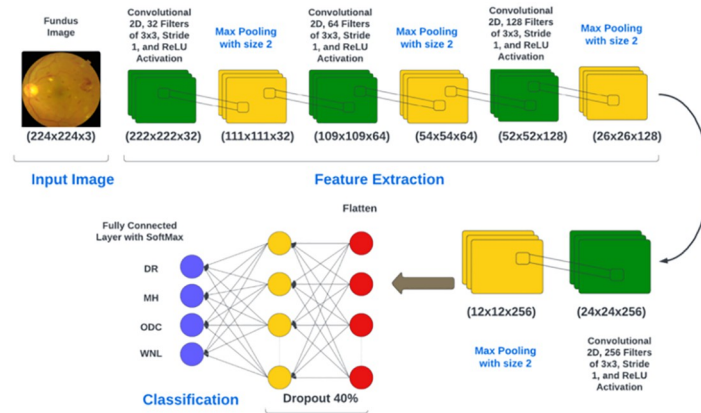 Fundus
Image
Convolutional
2D, 32 Filters
of 3x3, Stride
1, and ReLU
Activation
Max Pooling
with size 2
Convolutional
2D, 64 Filters
of 3x3, Stride
1, and ReLU
Activation
Max Pooling
with size 2
Convolutional
2D, 128 Filters
of 3x3, Stride
1, and ReLU
Activation
Max Pooling
with size 2
(224x224x3)
(222x222x32)
(111x111x32)
(109x109x64)
(54x54x64)
(52x52x128)
(26x26x128)
Input Image
Feature Extraction
Flatten
Fully Connected
Layer with SoftMax
DR
MH
ODC
WNL
(12x12x256)
(24x24x256)
Max Pooling
with size 2
Convolutional
2D, 256 Filters
of 3x3, Stride
1, and ReLU
Activation
Classification
Dropout 40%